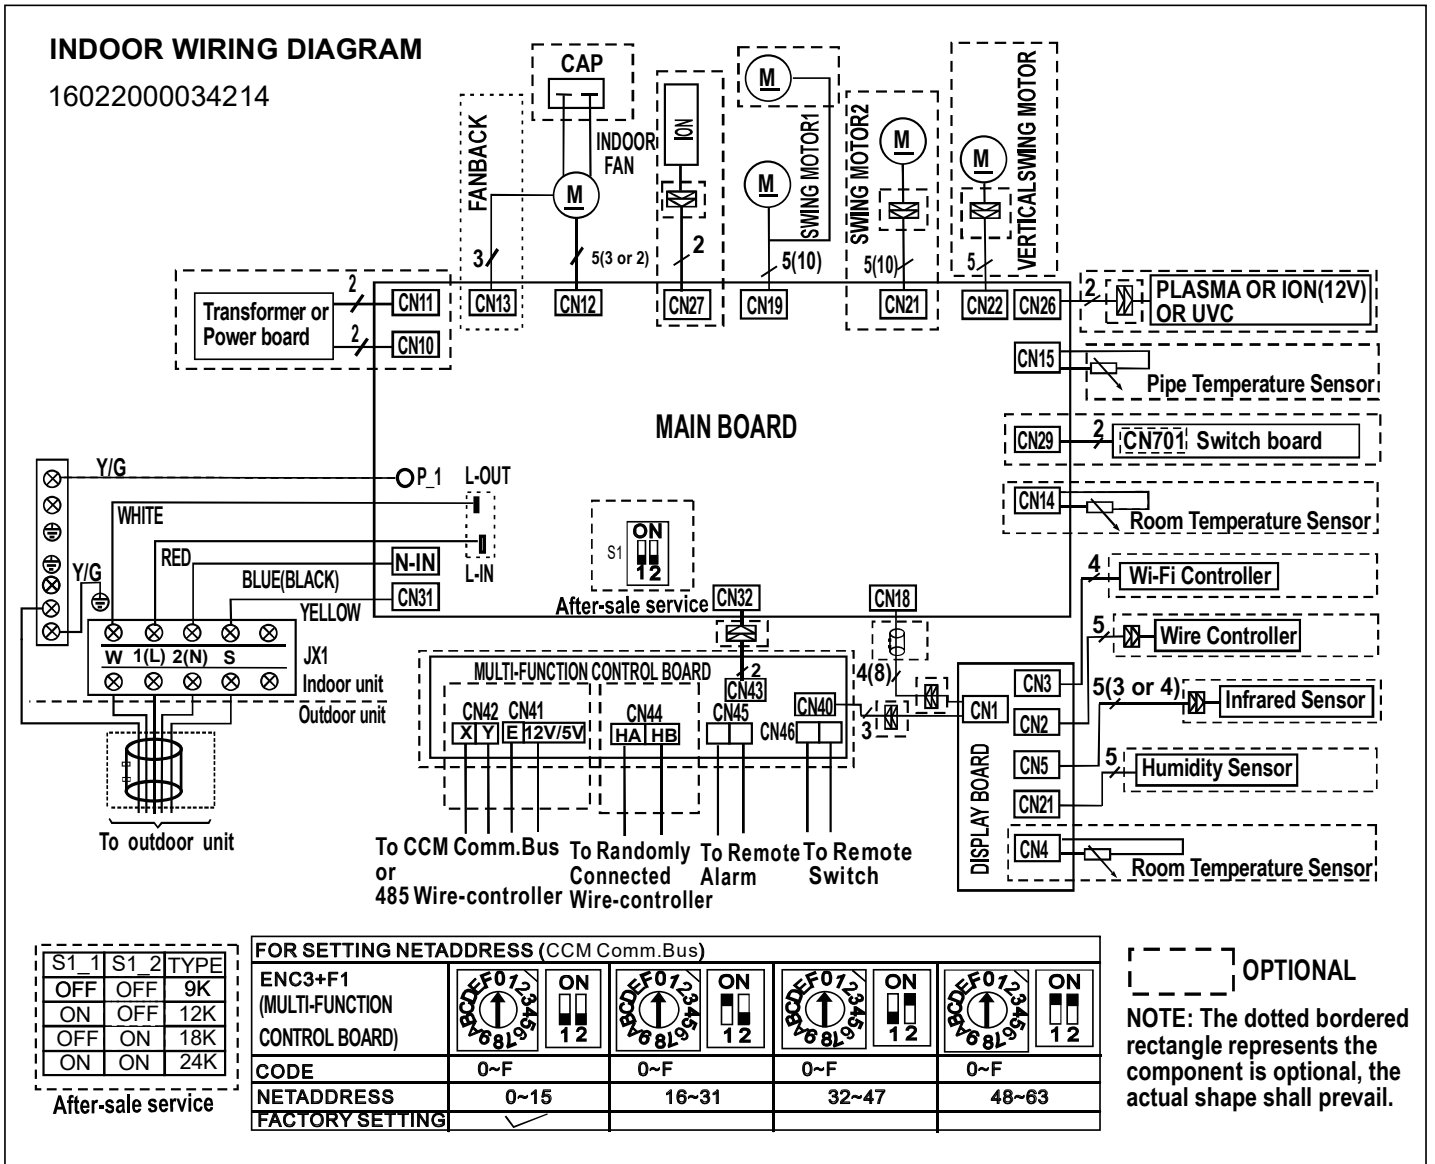 INDOOR WIRING DIAGRAM
16022000034214
CAP
INDOOR
FAN
FANBACK
M
3
5(3 or 2)
ION
2
M
M
SWING MOTOR1
5(10)
SWING MOTOR2
M
5(10)
M
VERTICALSWING MOTOR
5
CN11
CN10
CN13
CN12
CN27
CN19
CN21
CN22
CN26
2
PLASMA OR ION(12V)
OR UVC
Transformer or
Power board
2
2
CN15
Pipe Temperature Sensor
MAIN BOARD
CN29
2
CN701 Switch board
CN14
Room Temperature Sensor
Y/G
P_1
L-OUT
WHITE
RED
L-IN
N-IN
BLUE(BLACK)
CN31
YELLOW
Y/G
S1
ON
1 2
After-sale service
CN32
CN18
4
Wi-Fi Controller
5
Wire Controller
5(3 or 4)
Infrared Sensor
5
Humidity Sensor
W 1(L) 2(N) S
JX1
Indoor unit
Outdoor unit
To outdoor unit
MULTI-FUNCTION CONTROL BOARD
2
CN43
CN42
X Y
CN41
E 12V/5V
CN44
HA HB
CN45
CN46
CN40
4(8)
3
CN1
CN3
CN2
CN5
CN21
CN4
DISPLAY BOARD
Room Temperature Sensor
To CCM Comm.Bus
or
485 Wire-controller
To Randomly
Connected
Wire-controller
To Remote
Alarm
To Remote
Switch
S1_1 S1_2 TYPE
OFF OFF 9K
ON OFF 12K
OFF ON 18K
ON ON 24K
After-sale service
FOR SETTING NETADDRESS (CCM Comm.Bus)
ENC3+F1
(MULTI-FUNCTION
CONTROL BOARD)
0123456789ABCDEF
ON
1 2
0123456789ABCDEF
ON
1 2
0123456789ABCDEF
ON
1 2
0123456789ABCDEF
ON
1 2
CODE 0~F 0~F 0~F 0~F
NETADDRESS 0~15 16~31 32~47 48~63
FACTORY SETTING
OPTIONAL
NOTE: The dotted bordered
rectangle represents the
component is optional, the
actual shape shall prevail.